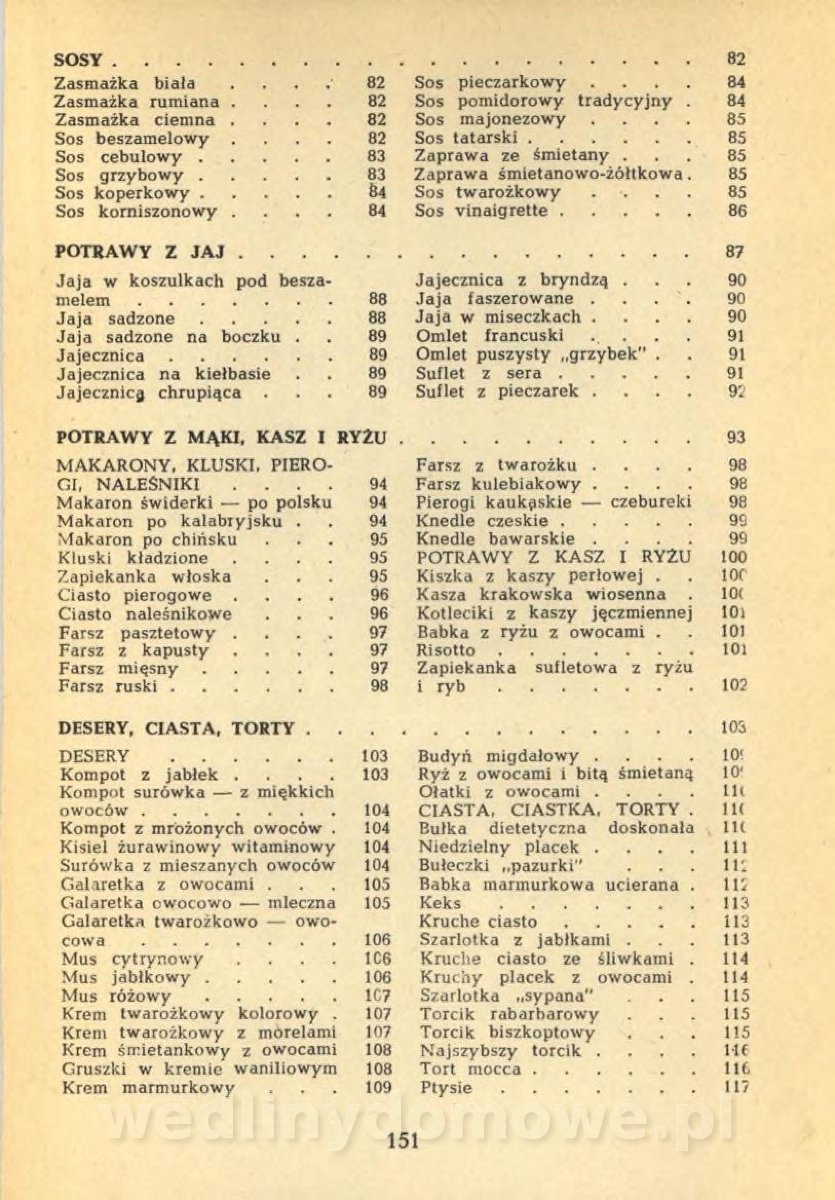 SOSY . . . . . . . . . . . . . . . . . . 82
Zasmażka biała . . . . 82
Zasmażka rumiana . . . . 82
Zasmażka ciemna . . . . 82
Sos beszamelowy . . . . 82
Sos cebulowy . . . . . 83
Sos grzybowy . . . . . 83
Sos koperkowy . . . . . 84
Sos korniszonowy . . . . 84
Sos pieczarkowy . . . . 84
Sos pomidorowy tradycyjny . 84
Sos majonezowy . . . . 85
Sos tatarski . . . . . . 85
Zaprawa ze śmietany . . . 85
Zaprawa śmietanowo-żółtkowa . 85
Sos twarożkowy . . . . 85
Sos vinaigrette . . . . . 86
POTRAWY Z JAJ . . . . . . . . . . . . . . 87
Jaja w koszulkach pod besza-
melem . . . . . . . 88
Jaja sadzone . . . . . 88
Jaja sadzone na boczku . . 89
Jajecznica . . . . . . 89
Jajecznica na kiełbasie . . 89
Jajecznica chrupiąca . . . 89
Jajecznica z bryndzą . . . 90
Jaja faszerowane . . . . 90
Jaja w miseczkach . . . . 90
Omlet francuski . . . . 91
Omlet puszysty „grzybek" . . 91
Suflet z sera . . . . . 91
Suflet z pieczarek . . . . 92
POTRAWY Z MĄKI, KASZ I RYŻU . . . . . . . . . . 93
MAKARONY, KLUSKI, PIERO-
GI, NALEŚNIKI . . . . 94
Makaron świderki — po polsku 94
Makaron po kalabryjsku . . 94
Makaron po chińsku . . . 95
Kluski kładzione . . . . 95
Zapiekanka włoska . . . 95
Ciasto pierogowe . . . . 96
Ciasto naleśnikowe . . . 96
Farsz pasztetowy . . . . 97
Farsz z kapusty . . . . 97
Farsz mięsny . . . . . 97
Farsz ruski . . . . . . 98
Farsz z twarożku . . . . 98
Farsz kulebiakowy . . . . 98
Pierogi kaukaskie — czebureki 98
Knedle czeskie . . . . . 99
Knedle bawarskie . . . . 99
POTRAWY Z KASZ I RYŻU 100
Kiszka z kaszy perłowej . .
Kasza krakowska wiosenna .
Kotleciki z kaszy jęczmiennej 101
Babka z ryżu z owocami . . 101
Risotto . . . . . . . 101
Zapiekanka sufletowa z ryżu
i ryb . . . . . . . 102
DESERY, CIASTA, TORTY . . . . . . . . . . . . . 103
DESERY . . . . . . 103
Kompot z jabłek . . . . 103
Kompot surówka — z miękkich
owoców . . . . . . . 104
Kompot z mrożonych owoców . 104
Kisiel żurawinowy witaminowy 104
Surówka z mieszanych owoców 104
Galaretka z owocami . . . 105
Galaretka owocowo — mleczna 105
Galaretka twarożkowo — owo-
cowa . . . . . . . 106
Mus cytrynowy . . . . 106
Mus jabłkowy . . . . . 106
Mus różowy . . . . . 107
Krem twarożkowy kolorowy . 107
Krem twarożkowy z morelami 107
Krem śmietankowy z owocami 108
Gruszki w kremie waniliowym 108
Krem marmurkowy . . . 109
Budyń migdałowy . . . .
Ryż z owocami i bitą śmietaną
Ołatki z owocami . . . .
CIASTA, CIASTKA, TORTY .
Bułka dietetyczna doskonała
Niedzielny placek . . . . 111
Bułeczki „pazurki" . . .
Babka marmurkowa ucierana . 112
Keks . . . . . . . 113
Kruche ciasto . . . . . 113
Szarlotka z jabłkami . . . 113
Kruche ciasto ze śliwkami . 114
Kruchy placek z owocami . 114
Szarlotka „sypana" . . . 115
Torcik rabarbarowy . . . 115
Torcik biszkoptowy . . . 115
Najszybszy torcik . . . . 116
Tort mocca . . . . . . 116
Ptysie . . . . . . . 117
wedlinydomowe.pl
151